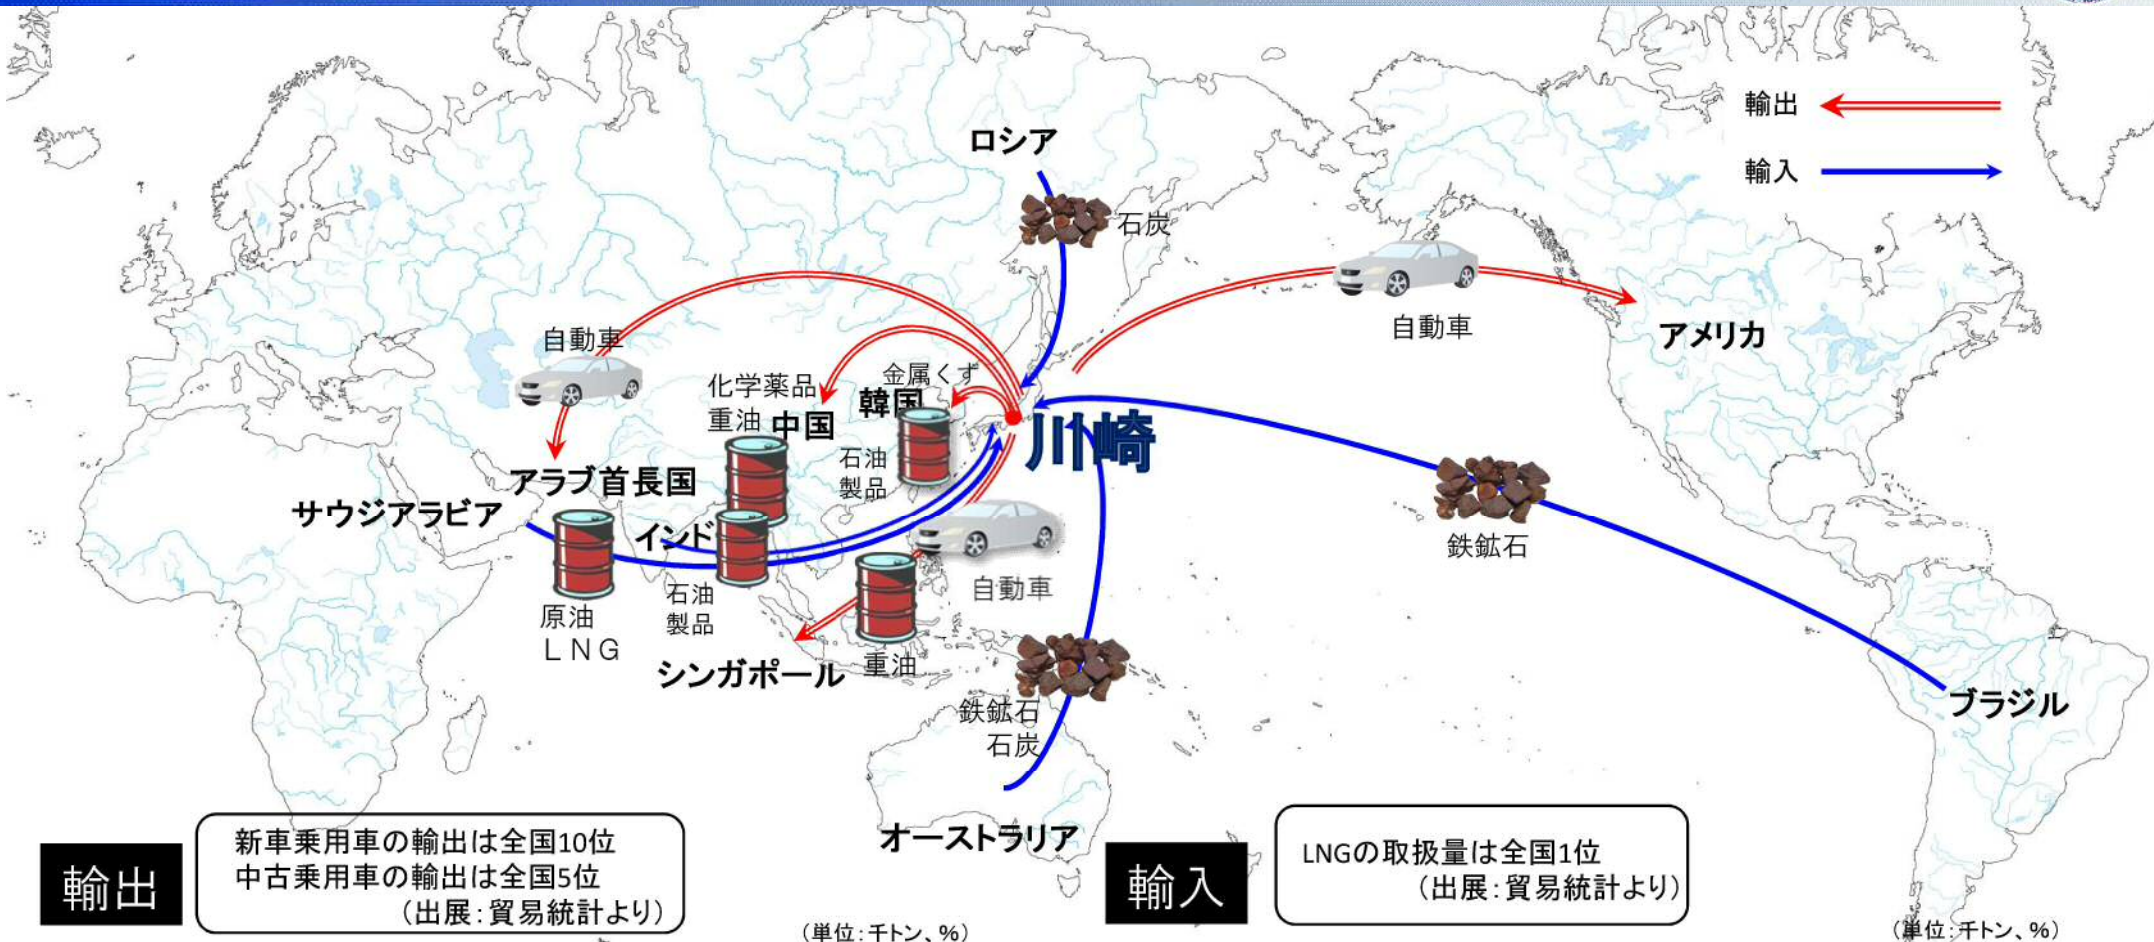 輸出
輸入
ロシア
石炭
自動車
アメリカ
自動車
化学薬品
重油
中国
金属くず
韓国
石油
製品
川崎
アラブ首長国
サウジアラビア
インド
原油
LNG
石油
製品
自動車
シンガポール
重油
鉄鉱石
鉄鉱石
石炭
ブラジル
オーストラリア
輸出
新車乗用車の輸出は全国10位
中古乗用車の輸出は全国5位
(出展:貿易統計より)
(単位:千トン、%)
輸入
LNGの取扱量は全国1位
(出展:貿易統計より)
(単位:千トン、%)